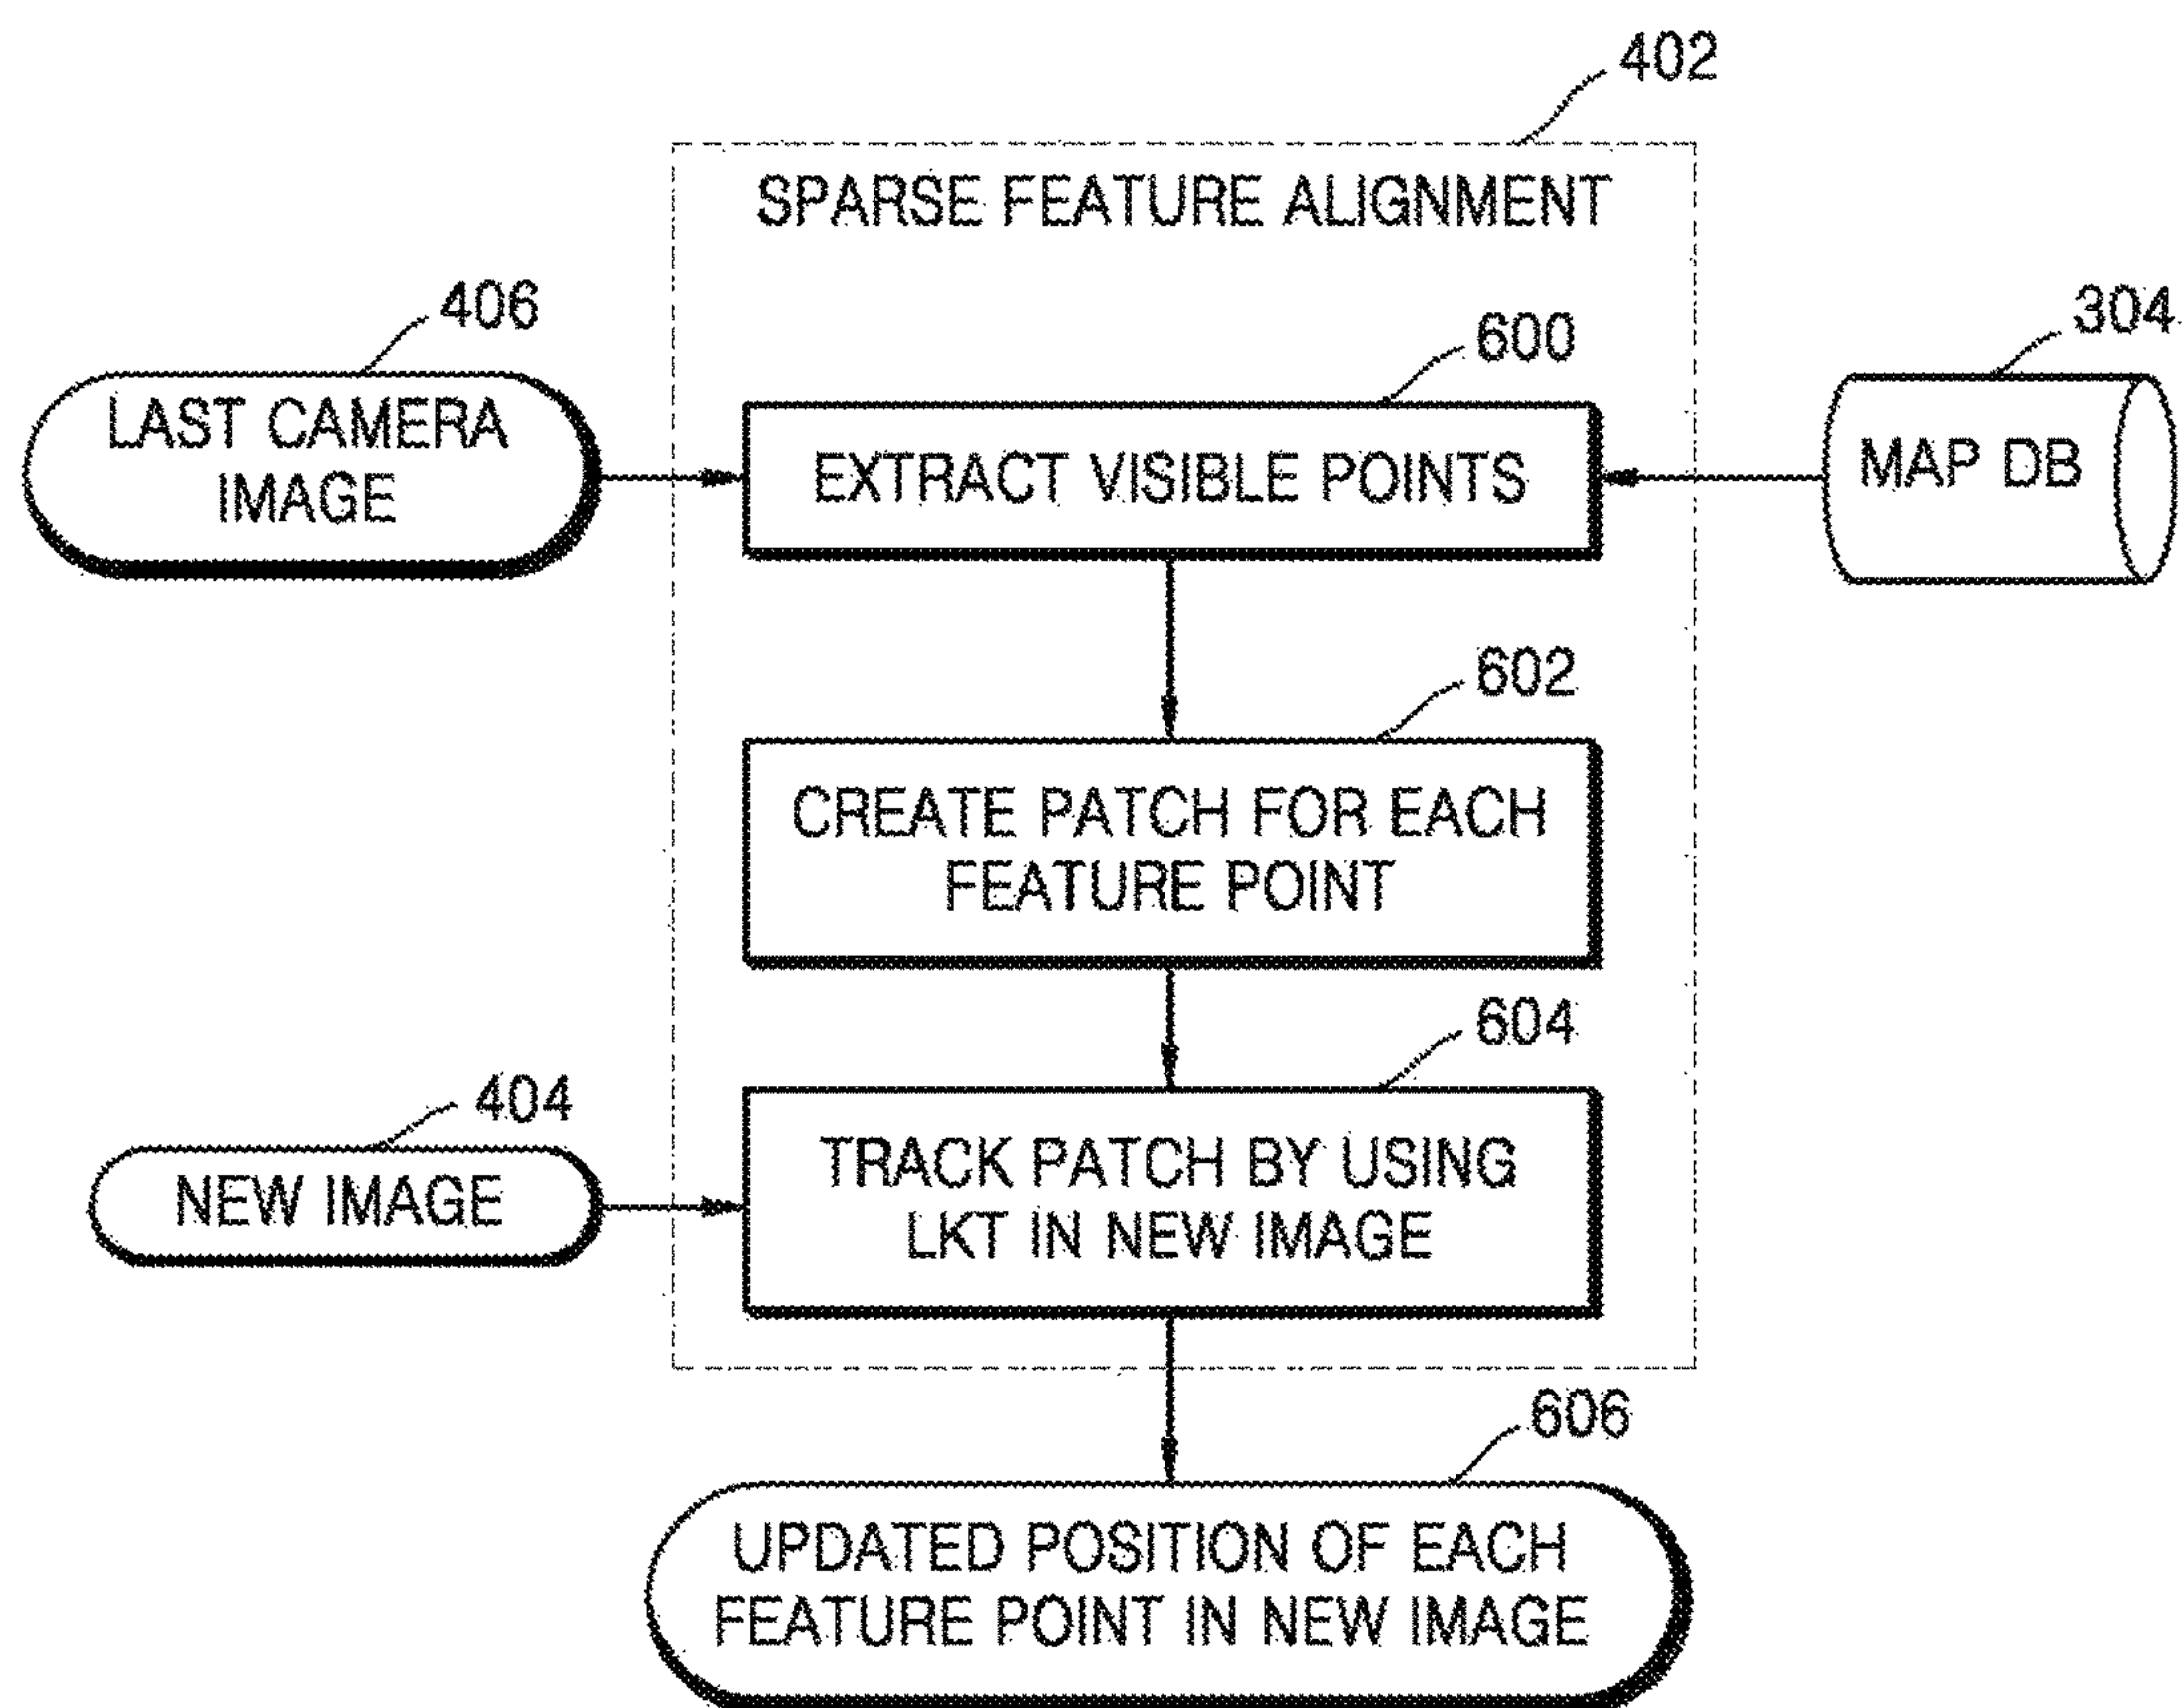 402
SPARSE FEATURE ALIGNMENT
406
600
304
LAST CAMERA
IMAGE
EXTRACT VISIBLE POINTS
MAP DB
602
CREATE PATCH FOR EACH
FEATURE POINT
604
404
NEW IMAGE
TRACK PATCH BY USING
LKT IN NEW IMAGE
606
UPDATED POSITION OF EACH
FEATURE POINT IN NEW IMAGE